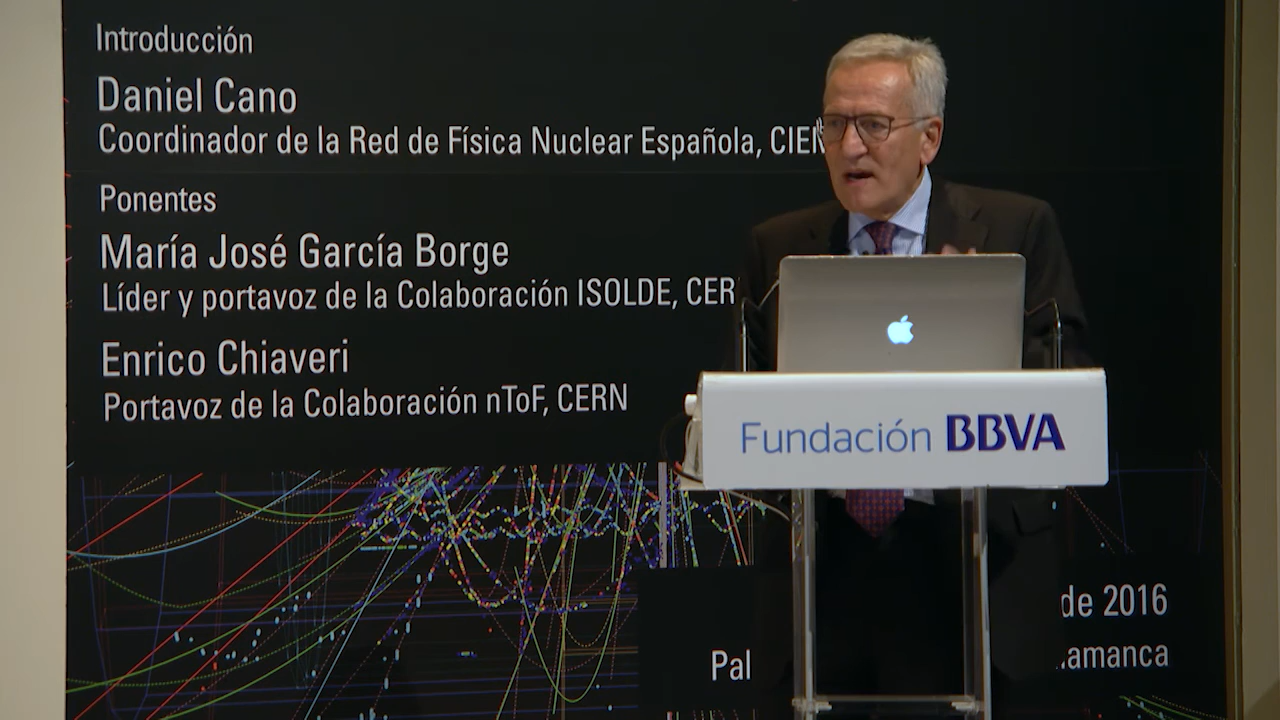 Introducción
Daniel Cano
Coordinador de la Red de Física Nuclear Española,
Ponentes
María José García Borge
Líder y portavoz de la Colaboración ISOLDE, CER
Enrico Chiaveri
Portavoz de la Colaboración nToF, CERN
Fundación BBVA
de 2016
Pal
amanca